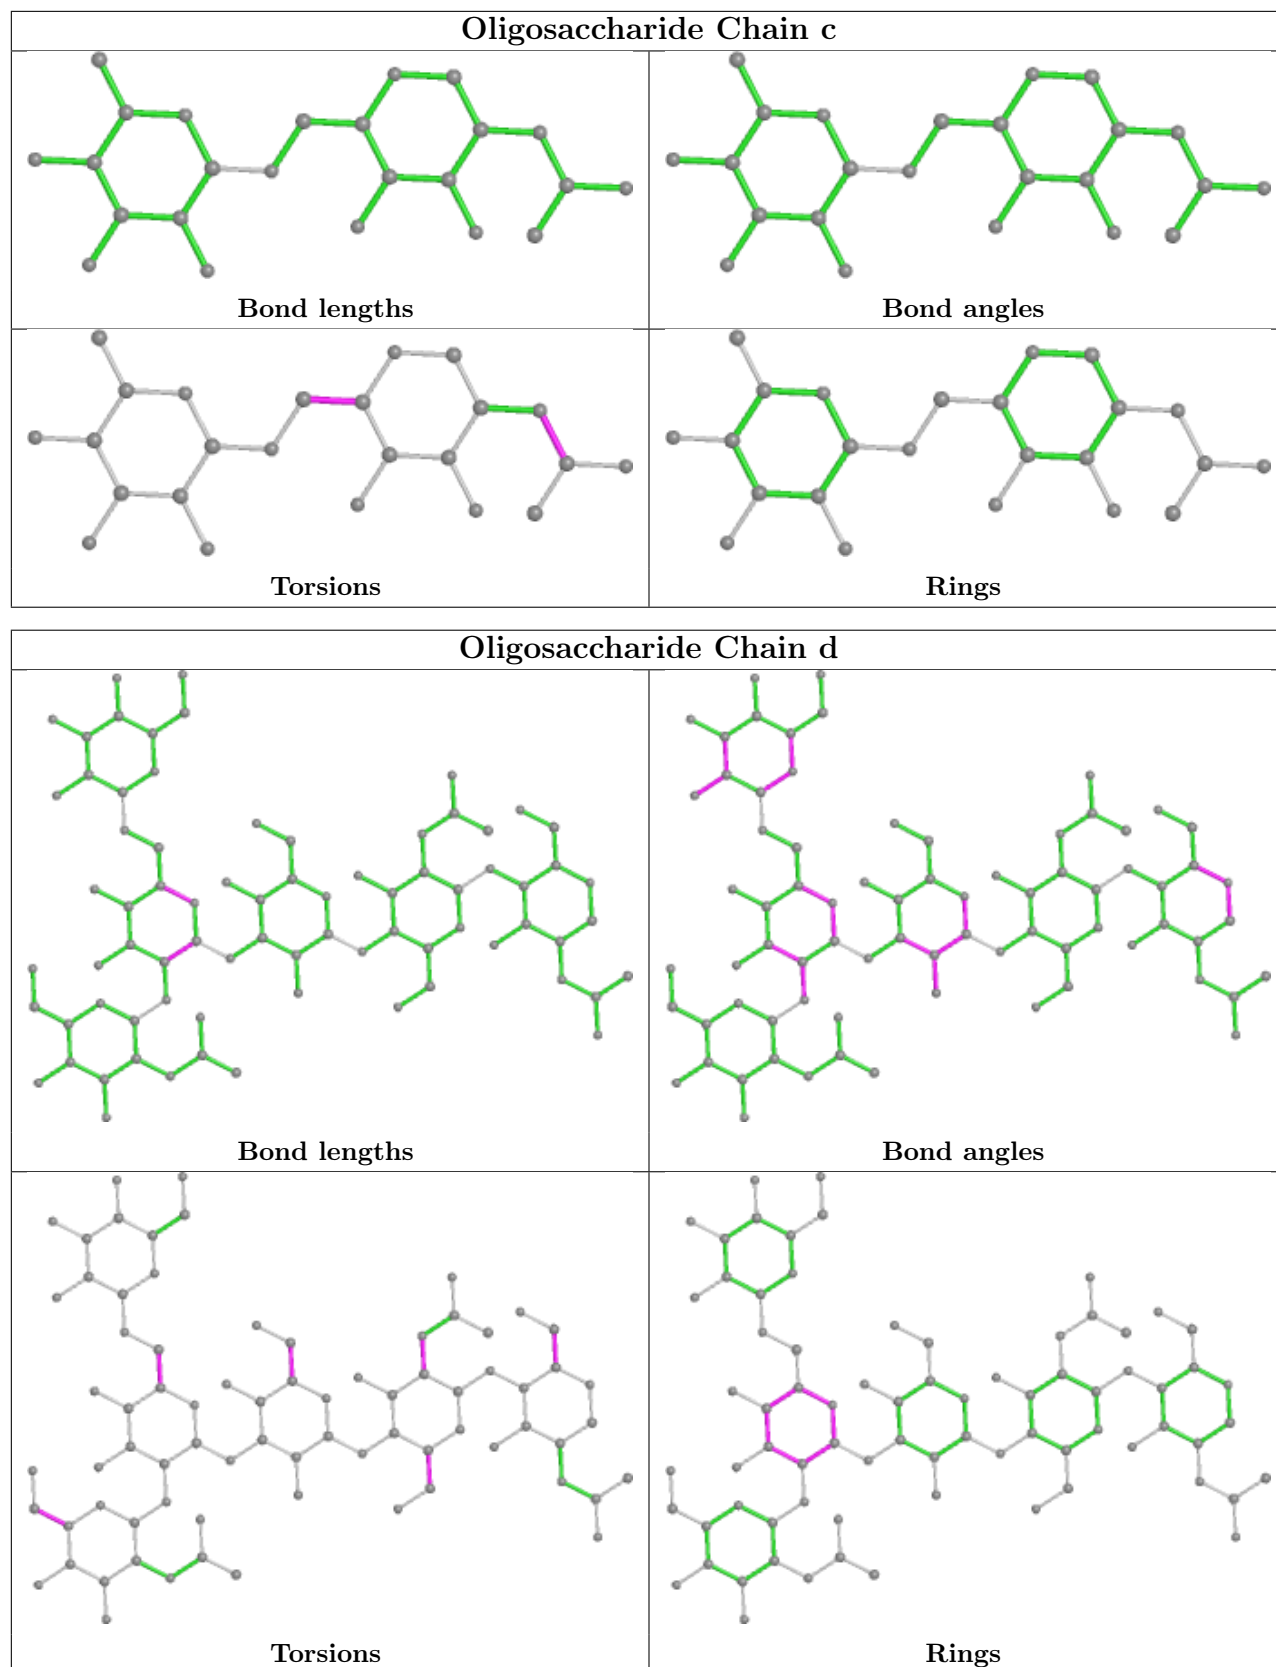 Oligosaccharide Chain c
Bond lengths
Bond angles
Torsions
Rings
Oligosaccharide Chain d
Bond lengths
Bond angles
Torsions
Rings